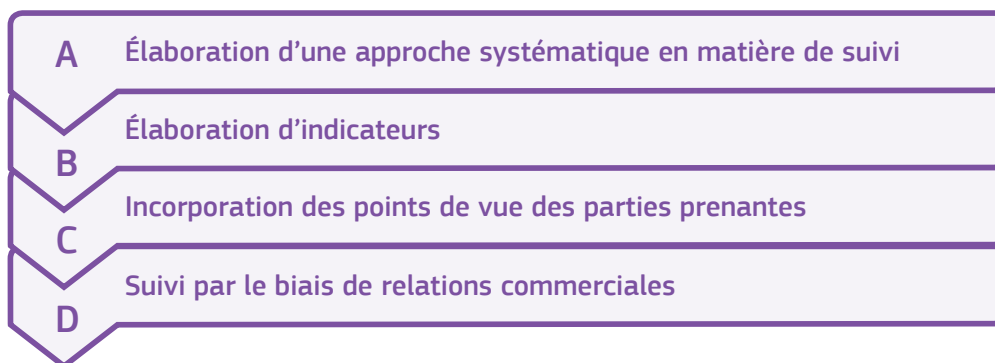 A Élaboration d’une approche systématique en matière de suivi
B Élaboration d’indicateurs
C Incorporation des points de vue des parties prenantes
D Suivi par le biais de relations commerciales